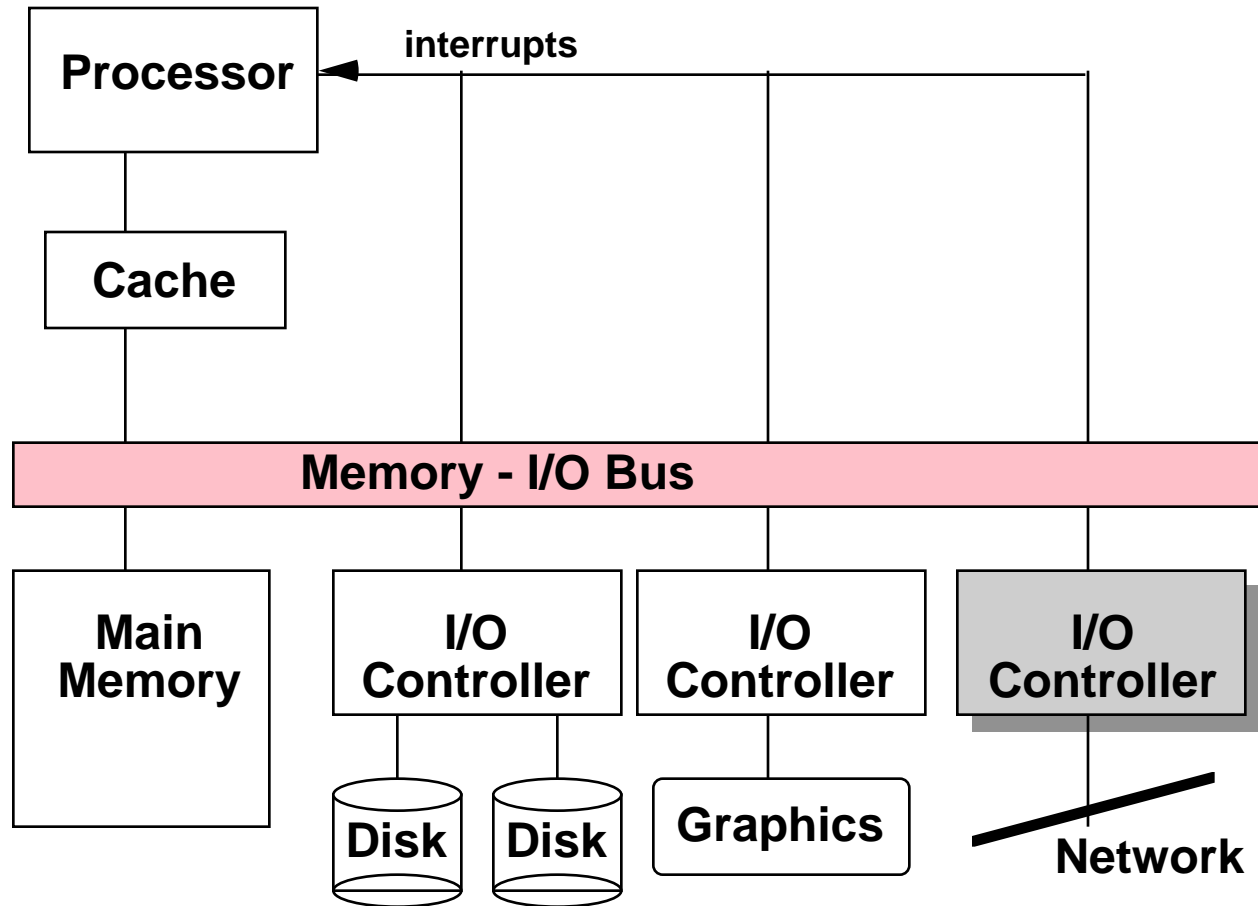 interrupts
Processor
Cache
Memory - I/O Bus
Main
Memory
I/O
Controller
I/O
Controller
I/O
Controller
Disk
Disk
Graphics
Network